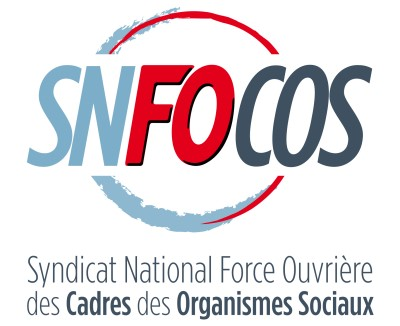 SNFOCOS
Syndicat National Force Ouvrière
des Cadres des Organismes Sociaux